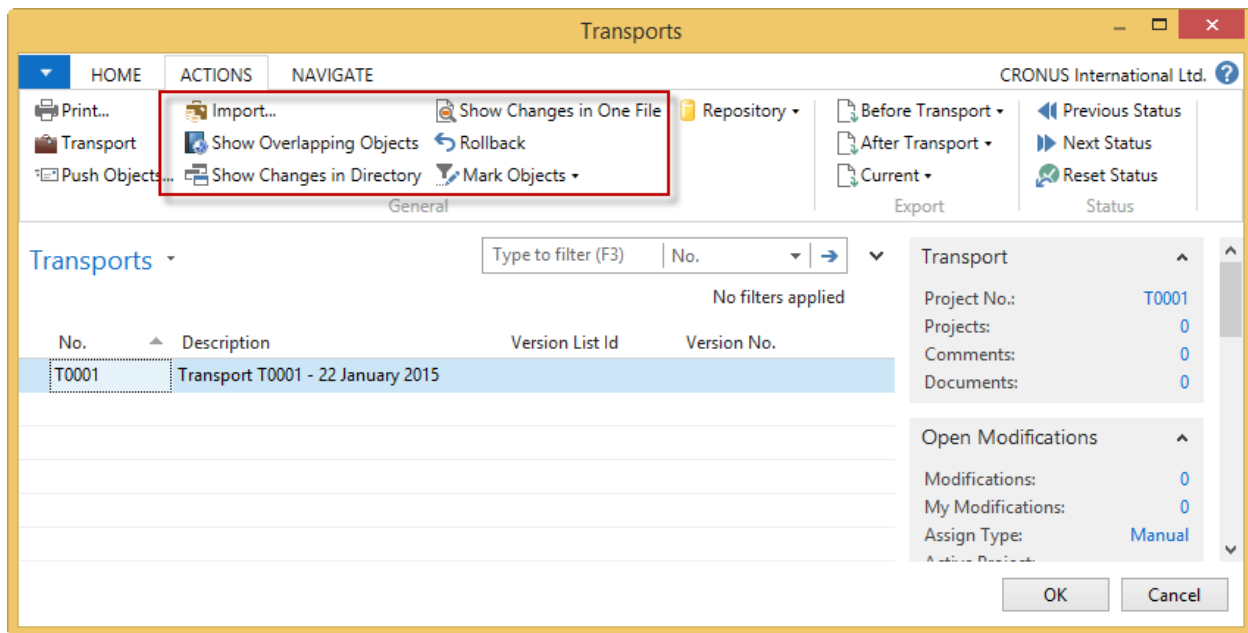 Transports
HOME ACTIONS NAVIGATE CRONUS International Ltd. ?
Print... Import... Show Changes in One File Repository Before Transport Previous Status
Transport Show Overlapping Objects Rollback After Transport Next Status
Push Objects... Show Changes in Directory Mark Objects Current Reset Status
General Export Status
Transports Type to filter (F3) No. Transport
No filters applied Project No.: T0001
Projects: 0
No. Description Version List Id Version No. Comments: 0
T0001 Transport T0001 - 22 January 2015 Documents: 0
Open Modifications
Modifications: 0
My Modifications: 0
Assign Type: Manual
Active Project:
OK Cancel